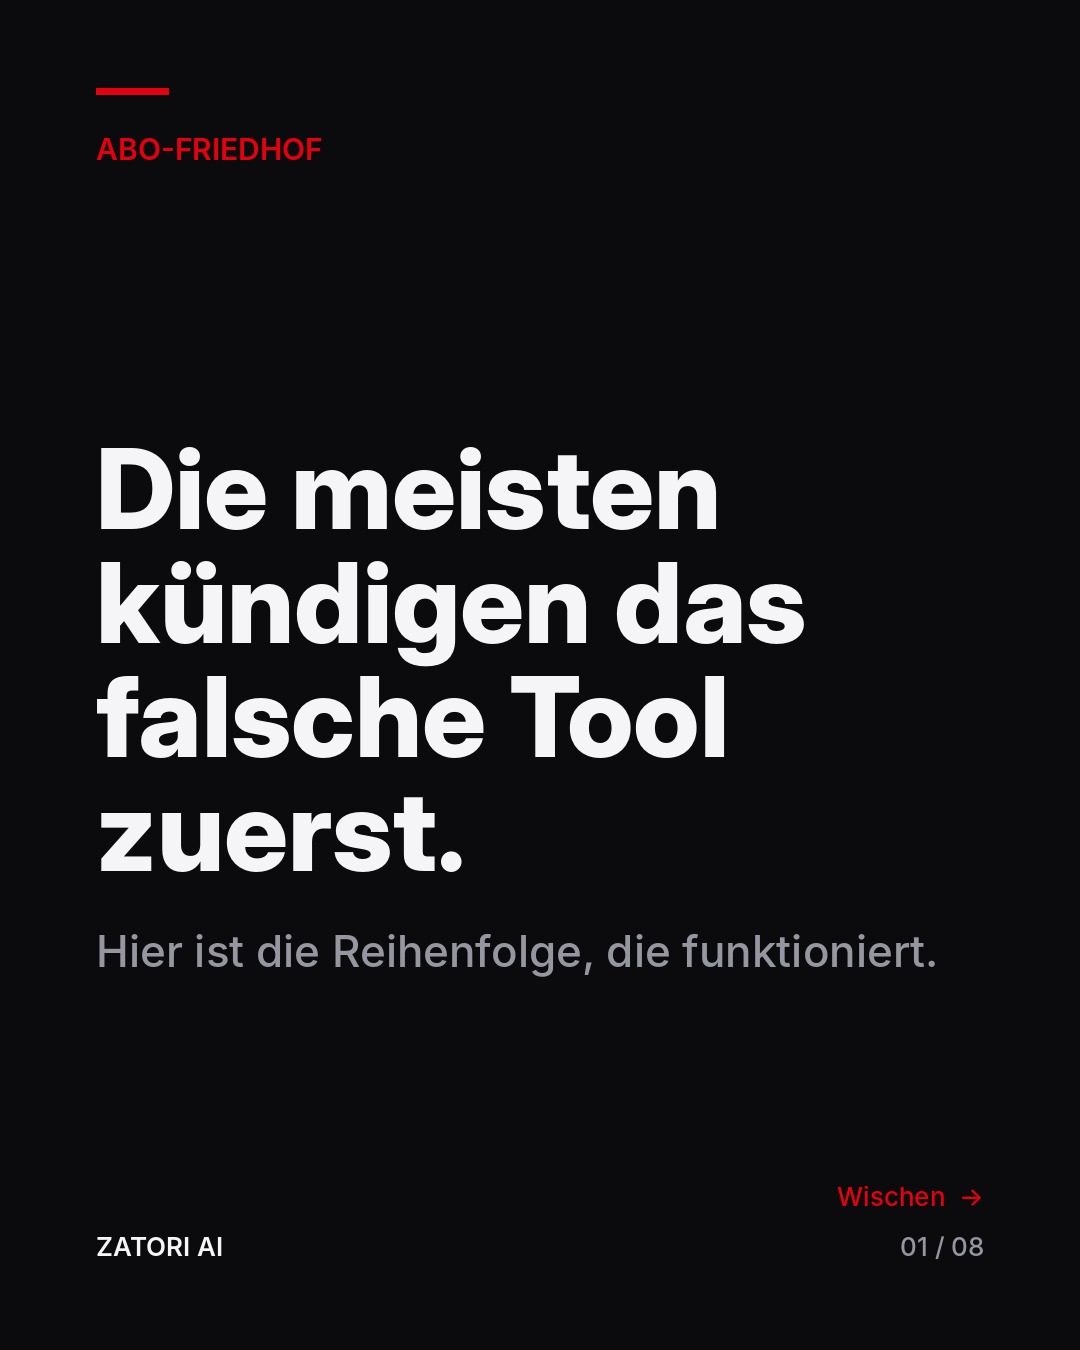 ABO-FRIEDHOF
Die meisten
kündigen das
falsche Tool
zuerst.
Hier ist die Reihenfolge, die funktioniert.
Wischen →
ZATORI AI
01 / 08